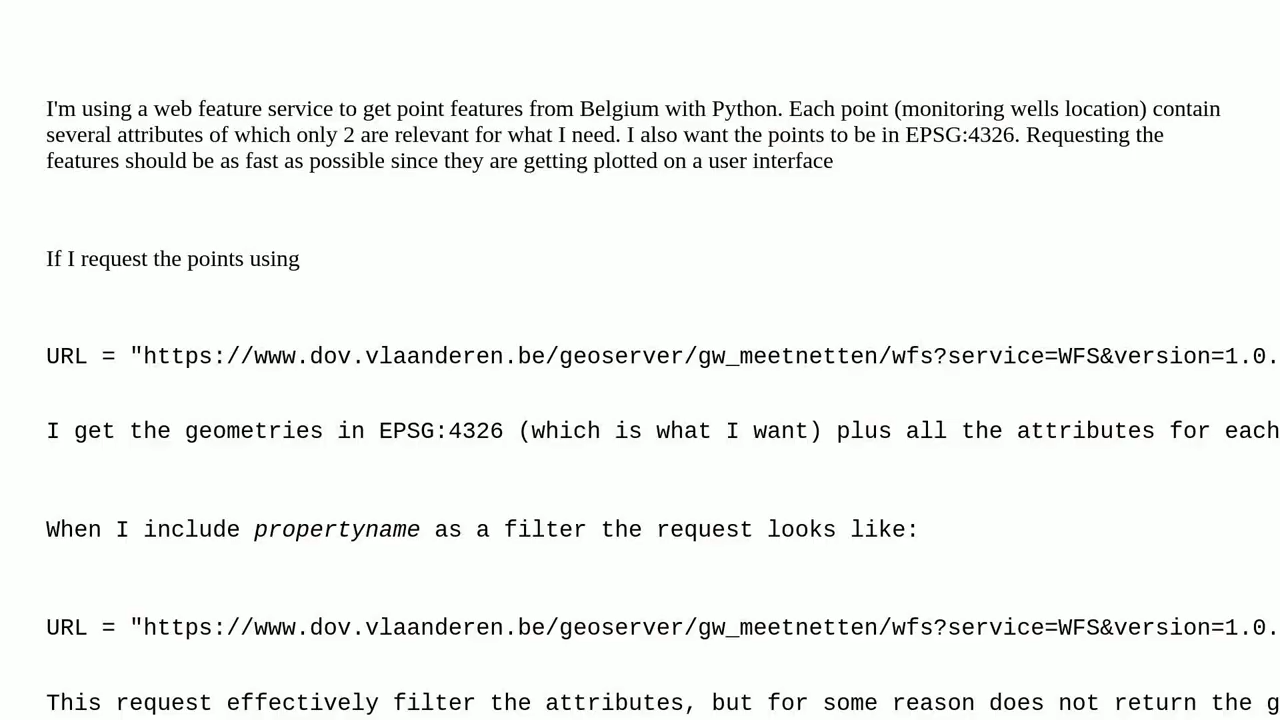 I'm using a web feature service to get point features from Belgium with Python. Each point (monitoring wells location) contain
several attributes of which only 2 are relevant for what I need. I also want the points to be in EPSG:4326. Requesting the
features should be as fast as possible since they are getting plotted on a user interface
If I request the points using
URL = "https://www.dov.vlaanderen.be/geoserver/gw_meetnetten/wfs?service=WFS&version=1.0.
I get the geometries in EPSG:4326 (which is what I want) plus all the attributes for each
When I include propertyname as a filter the request looks like:
URL = "https://www.dov.vlaanderen.be/geoserver/gw_meetnetten/wfs?service=WFS&version=1.0.
This request effectively filter the attributes, but for some reason does not return the g